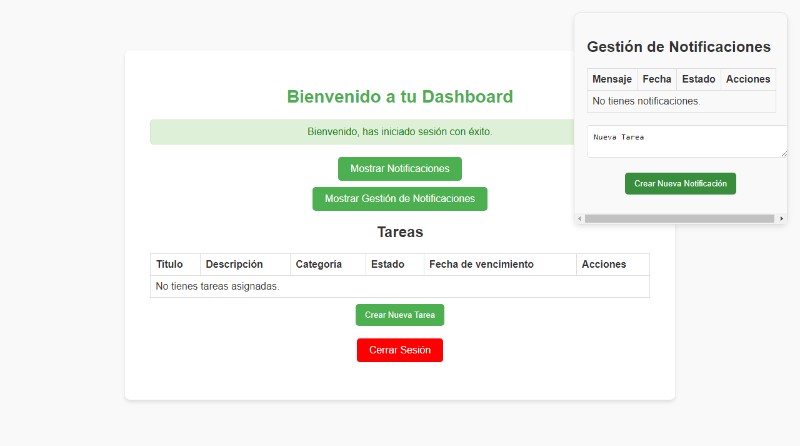 Gestión de Notificaciones
Mensaje Fecha Estado Acciones
No tienes notificaciones.
Nueva Tarea
Crear Nueva Notificación
Bienvenido a tu Dashboard
Bienvenido, has iniciado sesión con éxito.
Mostrar Notificaciones
Mostrar Gestión de Notificaciones
Tareas
Título Descripción Categoría Estado Fecha de vencimiento Acciones
No tienes tareas asignadas.
Crear Nueva Tarea
Cerrar Sesión